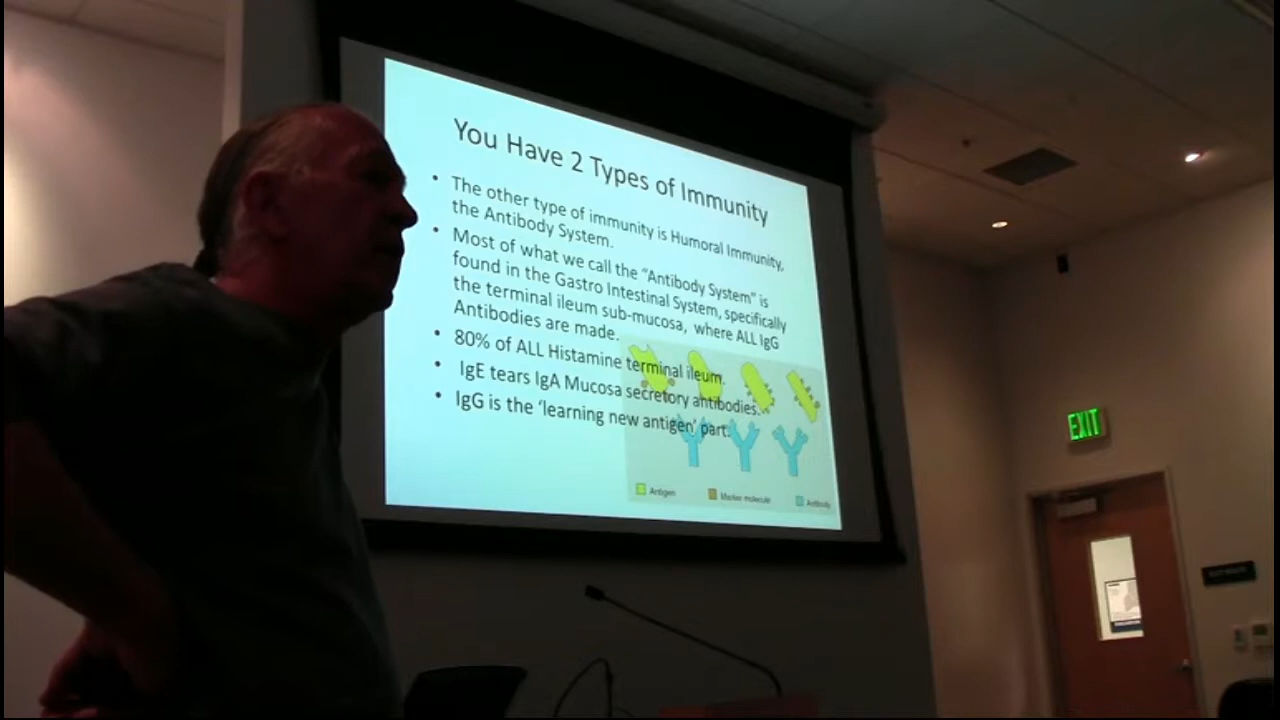 You Have 2 Types of Immunity
• The other type of immunity is Humoral Immunity,
the Antibody System.
• Most of what we call the "Antibody System" is
found in the Gastro Intestinal System, specifically
the terminal ileum sub-mucosa, where ALL IgG
Antibodies are made.
• 80% of ALL Histamine terminal ileum.
• IgE tears IgA Mucosa secretory antibodies.
• IgG is the 'learning new antigen' part.
Antigen Marker molecule Antibody
EXIT